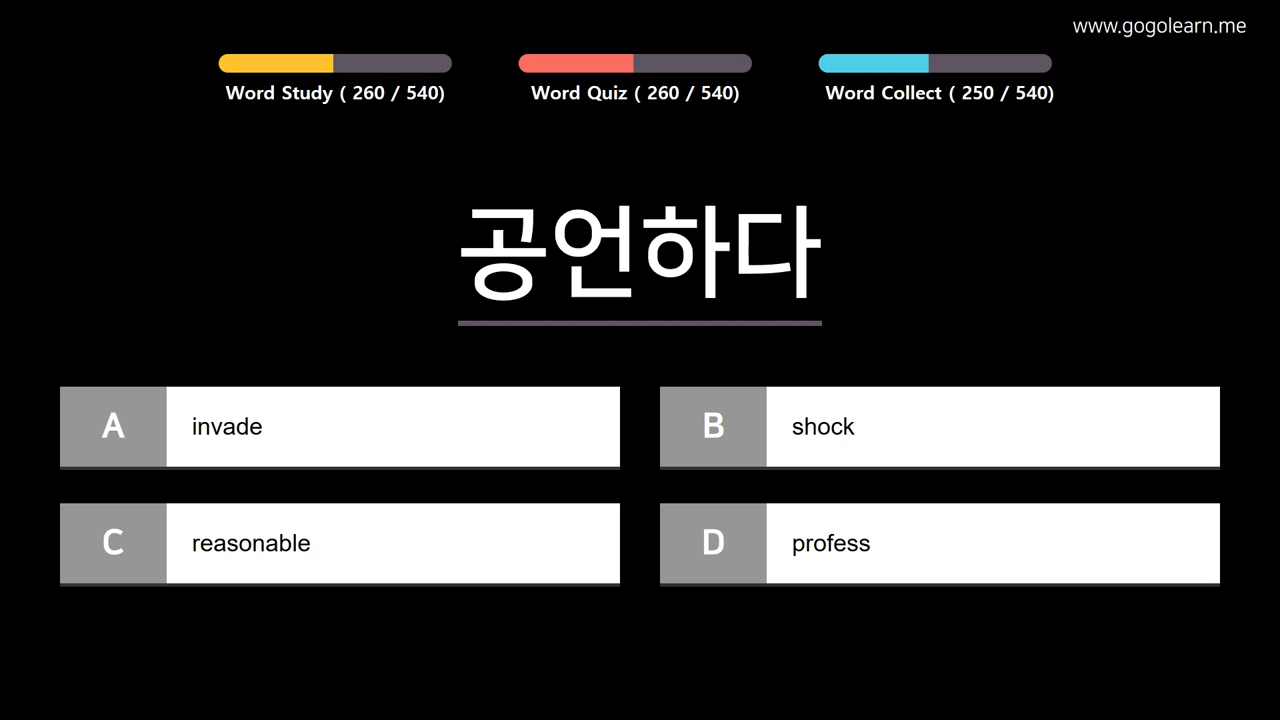 www.gogolearn.me
Word Study ( 260 / 540)
Word Quiz ( 260 / 540)
Word Collect ( 250 / 540)
공언하다
A invade
B shock
C reasonable
D profess